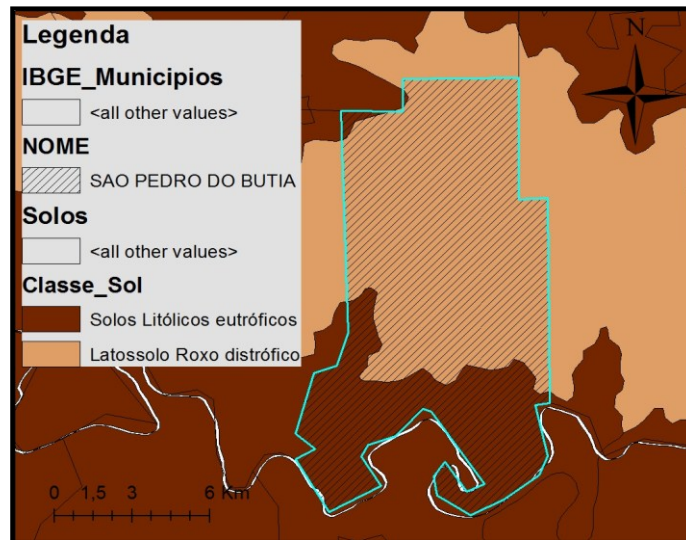 Legenda
IBGE_Municipios
<all other values>
NOME
SAO PEDRO DO BUTIA
Solos
<all other values>
Classe_Sol
Solos Litólicos eutróficos
Latossolo Roxo distrófico
N
0 1,5 3 6 Km